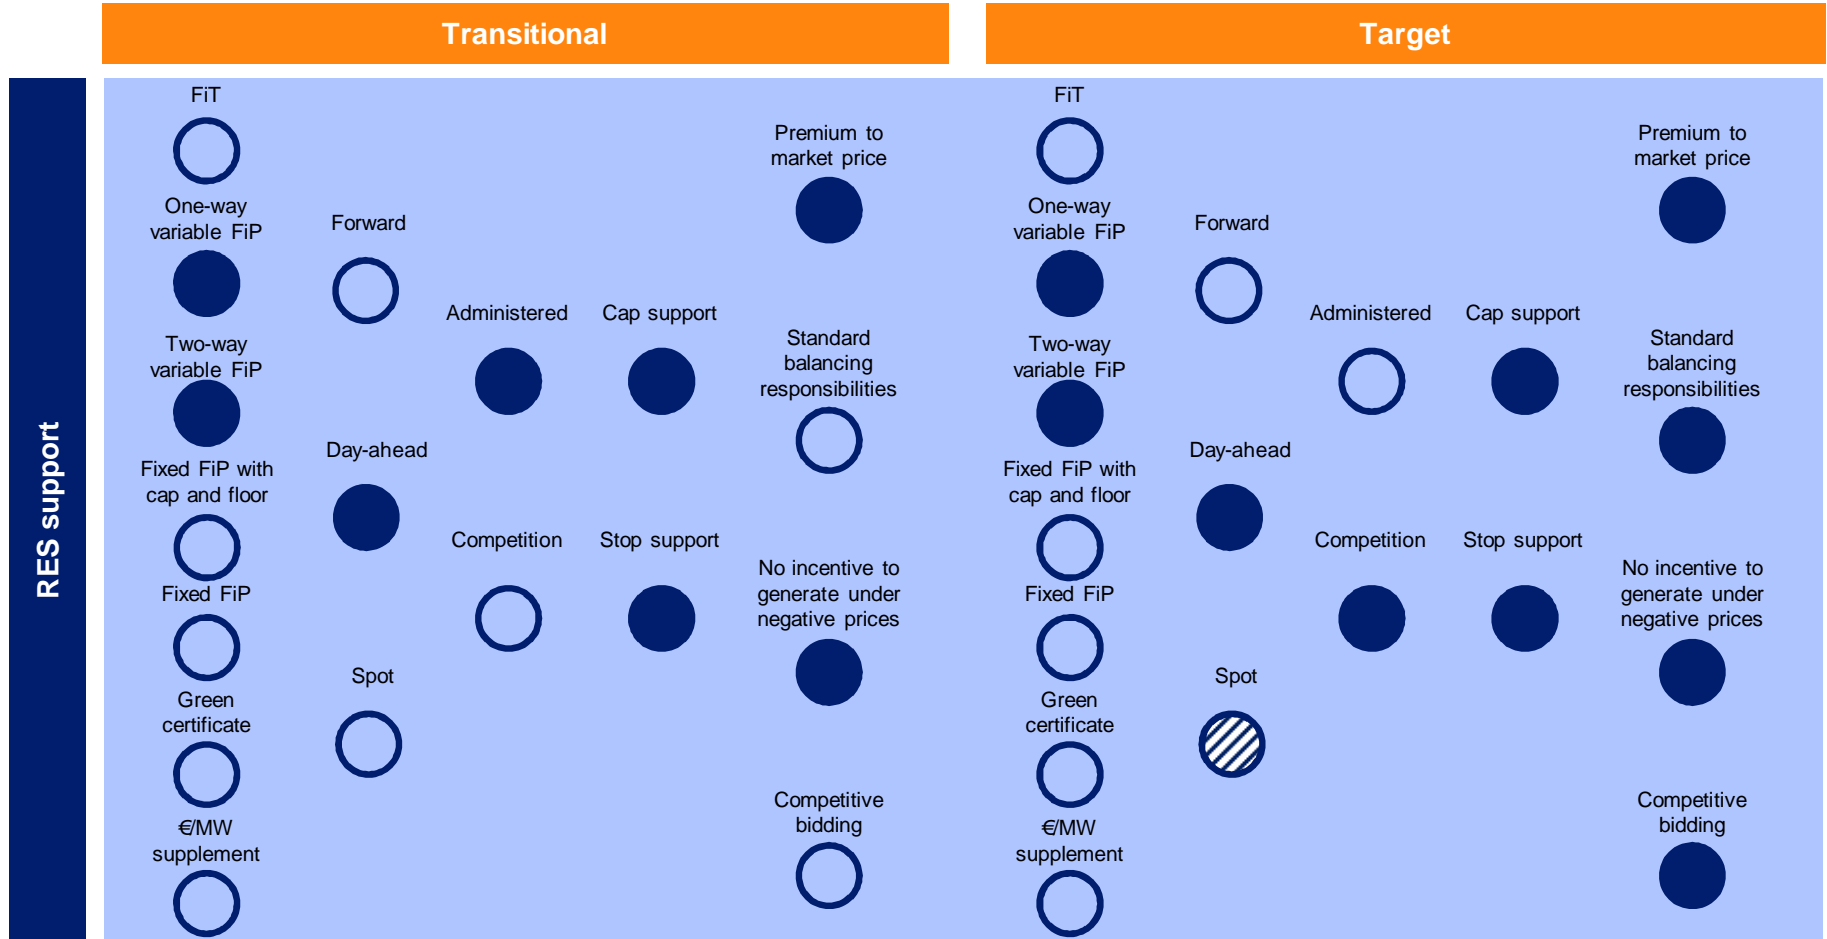 Transitional
Target
RES support
FiT
One-way
variable FiP
Two-way
variable FiP
Fixed FiP with
cap and floor
Fixed FiP
Green
certificate
€/MW
supplement
Forward
Day-ahead
Spot
Administered
Competition
Cap support
Stop support
Premium to
market price
Standard
balancing
responsibilities
No incentive to
generate under
negative prices
Competitive
bidding
FiT
One-way
variable FiP
Two-way
variable FiP
Fixed FiP with
cap and floor
Fixed FiP
Green
certificate
€/MW
supplement
Forward
Day-ahead
Spot
Administered
Competition
Cap support
Stop support
Premium to
market price
Standard
balancing
responsibilities
No incentive to
generate under
negative prices
Competitive
bidding